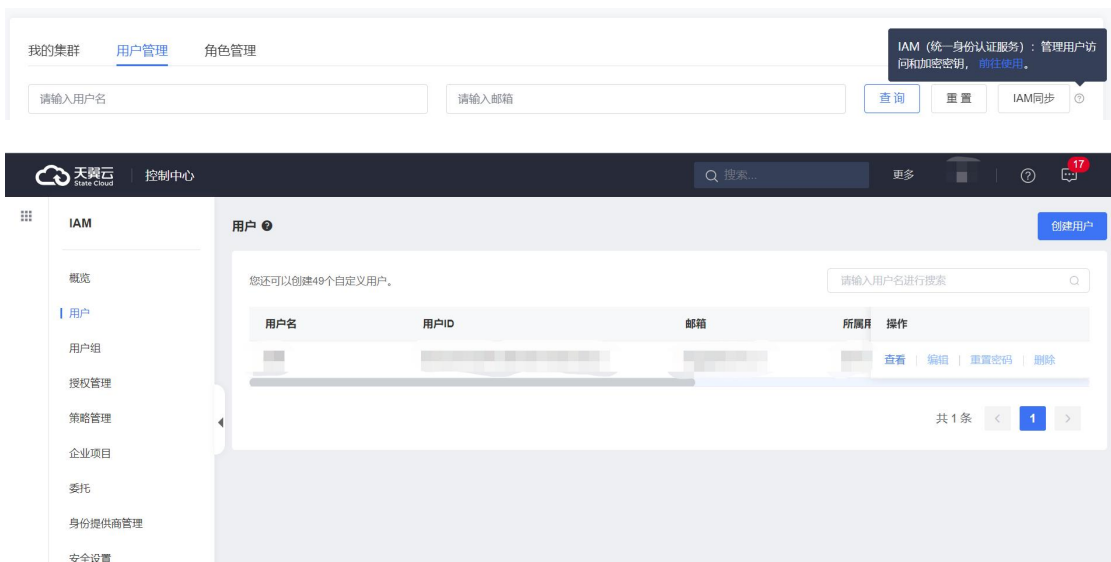 我的集群 用户管理 角色管理
IAM（统一身份认证服务）：管理用户访
问和加密密钥，前往使用。
请输入用户名 请输入邮箱 查询 重置 IAM同步
天翼云 控制中心 搜索... 更多 17
State Cloud
IAM 用户 创建用户
概览 您还可以创建49个自定义用户。 请输入用户名进行搜索
用户
用户名 用户ID 邮箱 所属用 操作
用户组
查看 编辑 重置密码 删除
授权管理
策略管理 共1条 1
企业项目
委托
身份提供商管理
安全设置